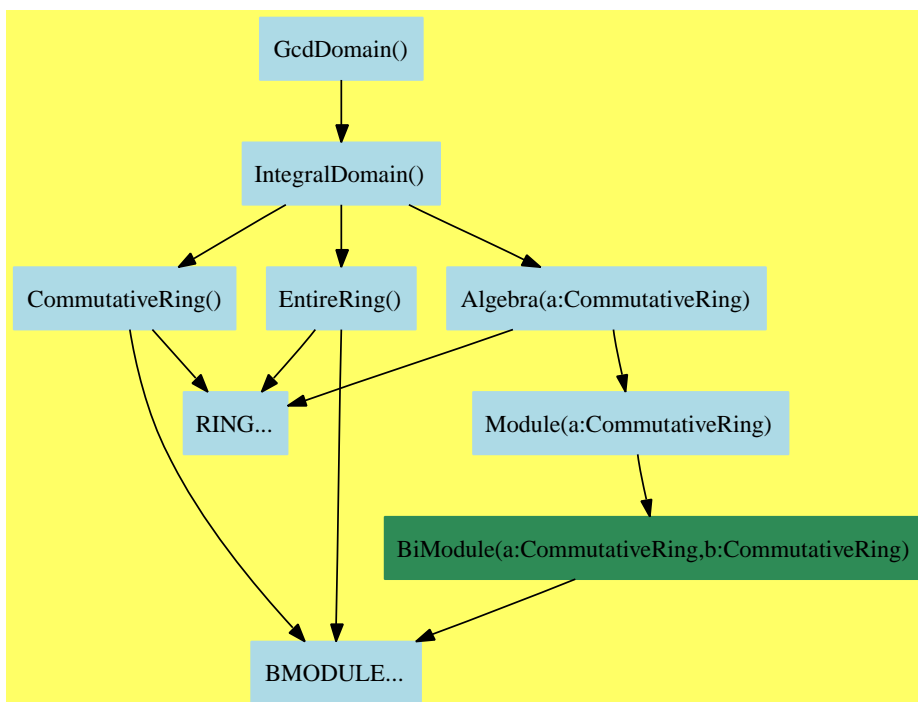 GcdDomain()
IntegralDomain()
CommutativeRing()
EntireRing()
Algebra(a:CommutativeRing)
RING...
Module(a:CommutativeRing)
BiModule(a:CommutativeRing,b:CommutativeRing)
BMODULE...